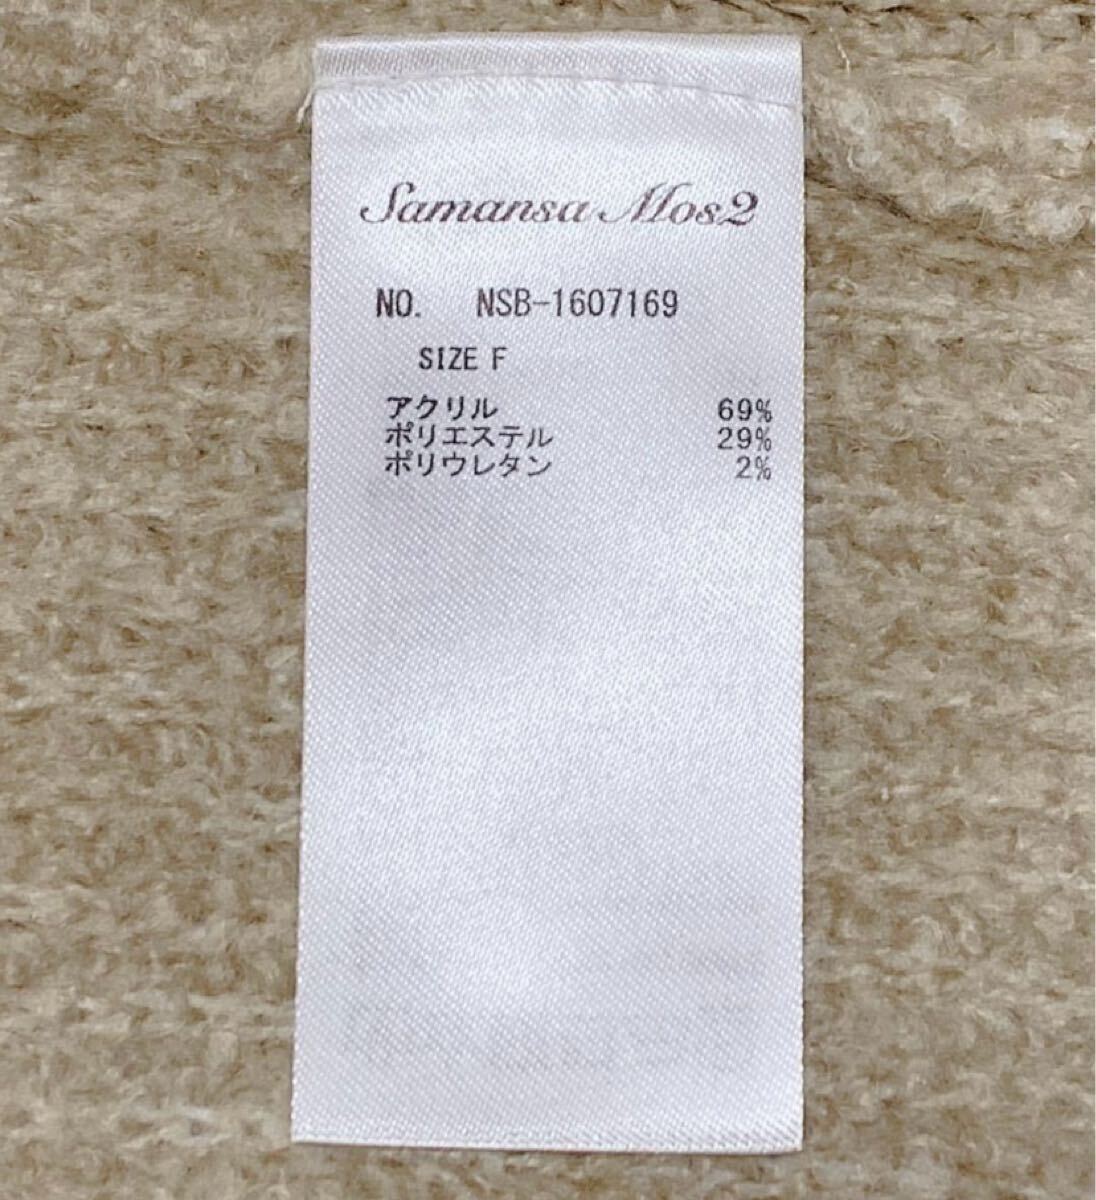 Samansa Mos2
NO. NSB-1607169
SIZE F
アクリル 69%
ポリエステル 29%
ポリウレタン 2%